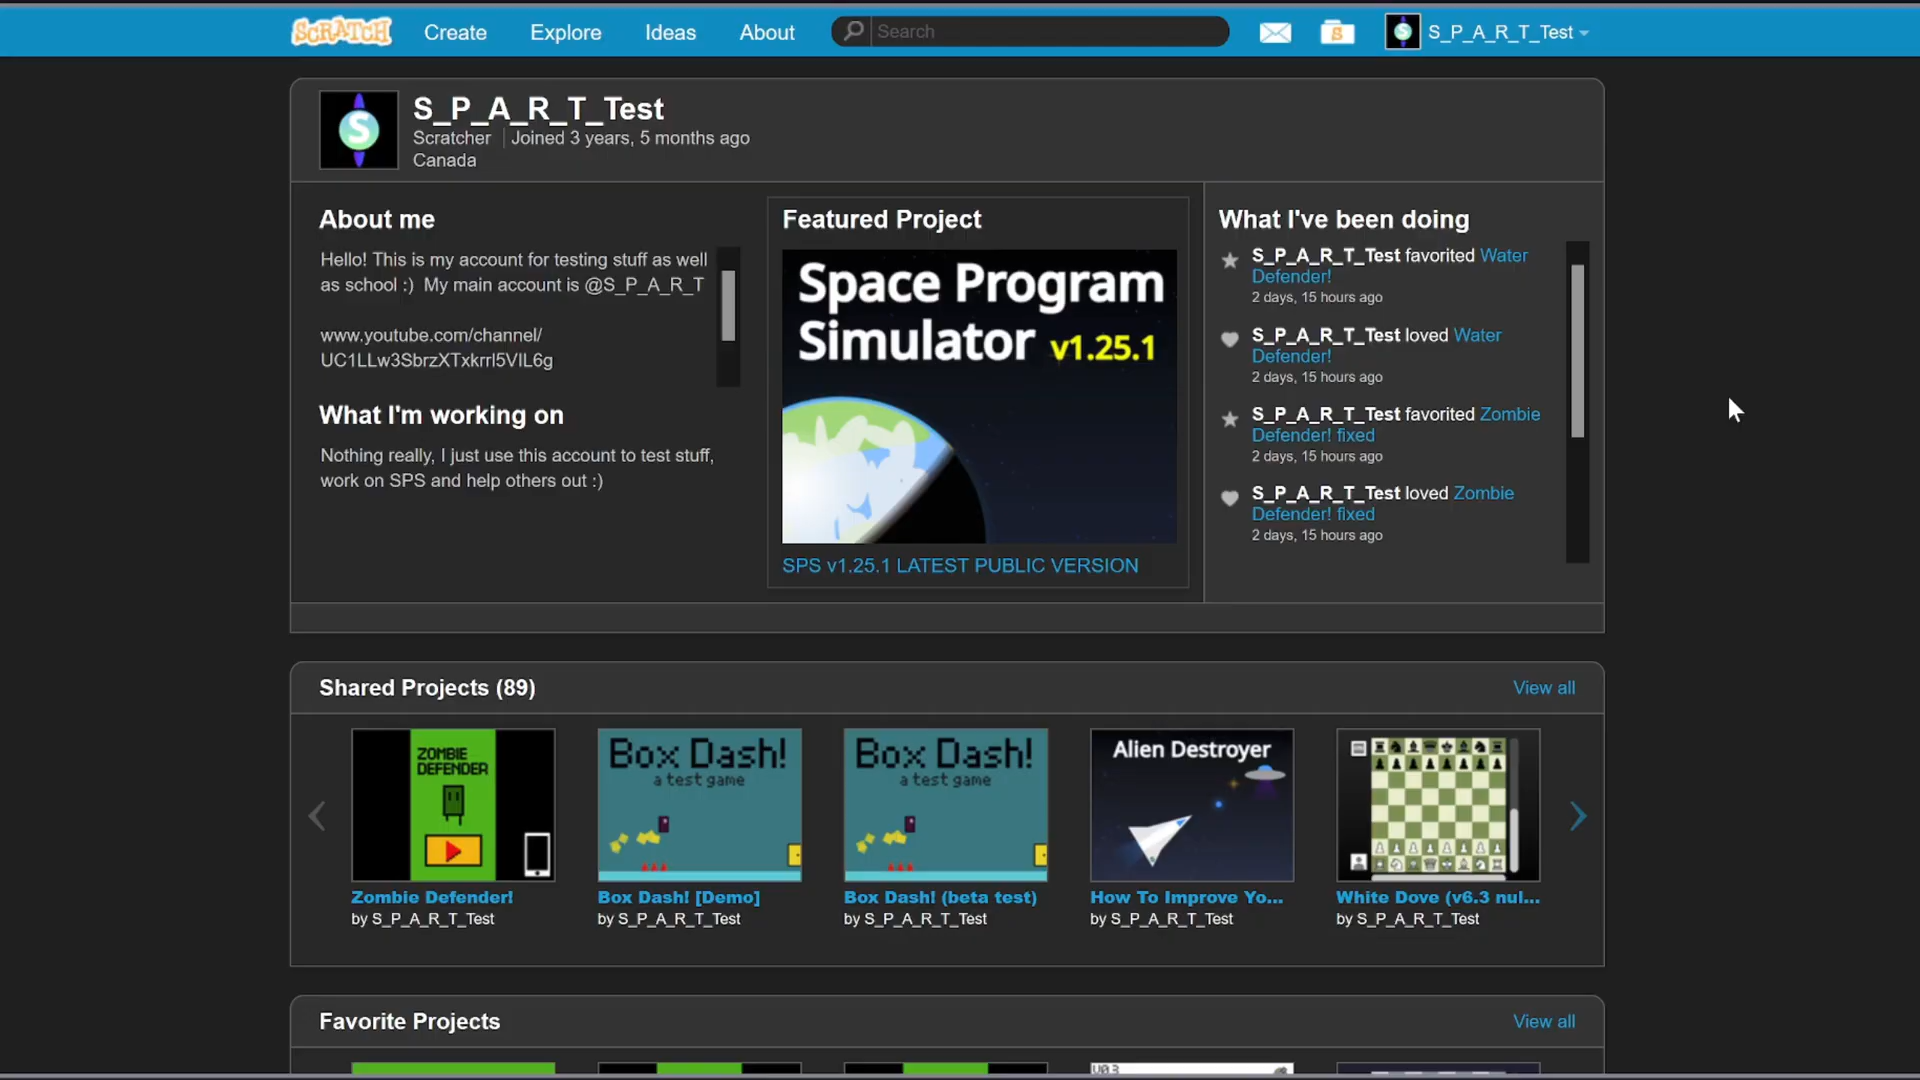 SCRATCH
Create
Explore
Ideas
About
Search
S_P_A_R_T_Test
S
S_P_A_R_T_Test
Scratcher
Joined 3 years, 5 months ago
Canada
About me
Hello! This is my account for testing stuff as well
as school :)  My main account is @S_P_A_R_T
www.youtube.com/channel/
UC1LLw3SbrzXTxkrrl5VIL6g
What I'm working on
Nothing really, I just use this account to test stuff,
work on SPS and help others out :)
Featured Project
Space Program
Simulator v1.25.1
SPS v1.25.1 LATEST PUBLIC VERSION
What I've been doing
S_P_A_R_T_Test favorited Water
Defender!
2 days, 15 hours ago
S_P_A_R_T_Test loved Water
Defender!
2 days, 15 hours ago
S_P_A_R_T_Test favorited Zombie
Defender! fixed
2 days, 15 hours ago
S_P_A_R_T_Test loved Zombie
Defender! fixed
2 days, 15 hours ago
Shared Projects (89)
View all
ZOMBIE
DEFENDER
Zombie Defender!
by S_P_A_R_T_Test
Box Dash!
a test game
Box Dash! [Demo]
by S_P_A_R_T_Test
Box Dash!
a test game
Box Dash! (beta test)
by S_P_A_R_T_Test
Alien Destroyer
How To Improve Yo...
by S_P_A_R_T_Test
White Dove (v6.3 nul...
by S_P_A_R_T_Test
Favorite Projects
View all